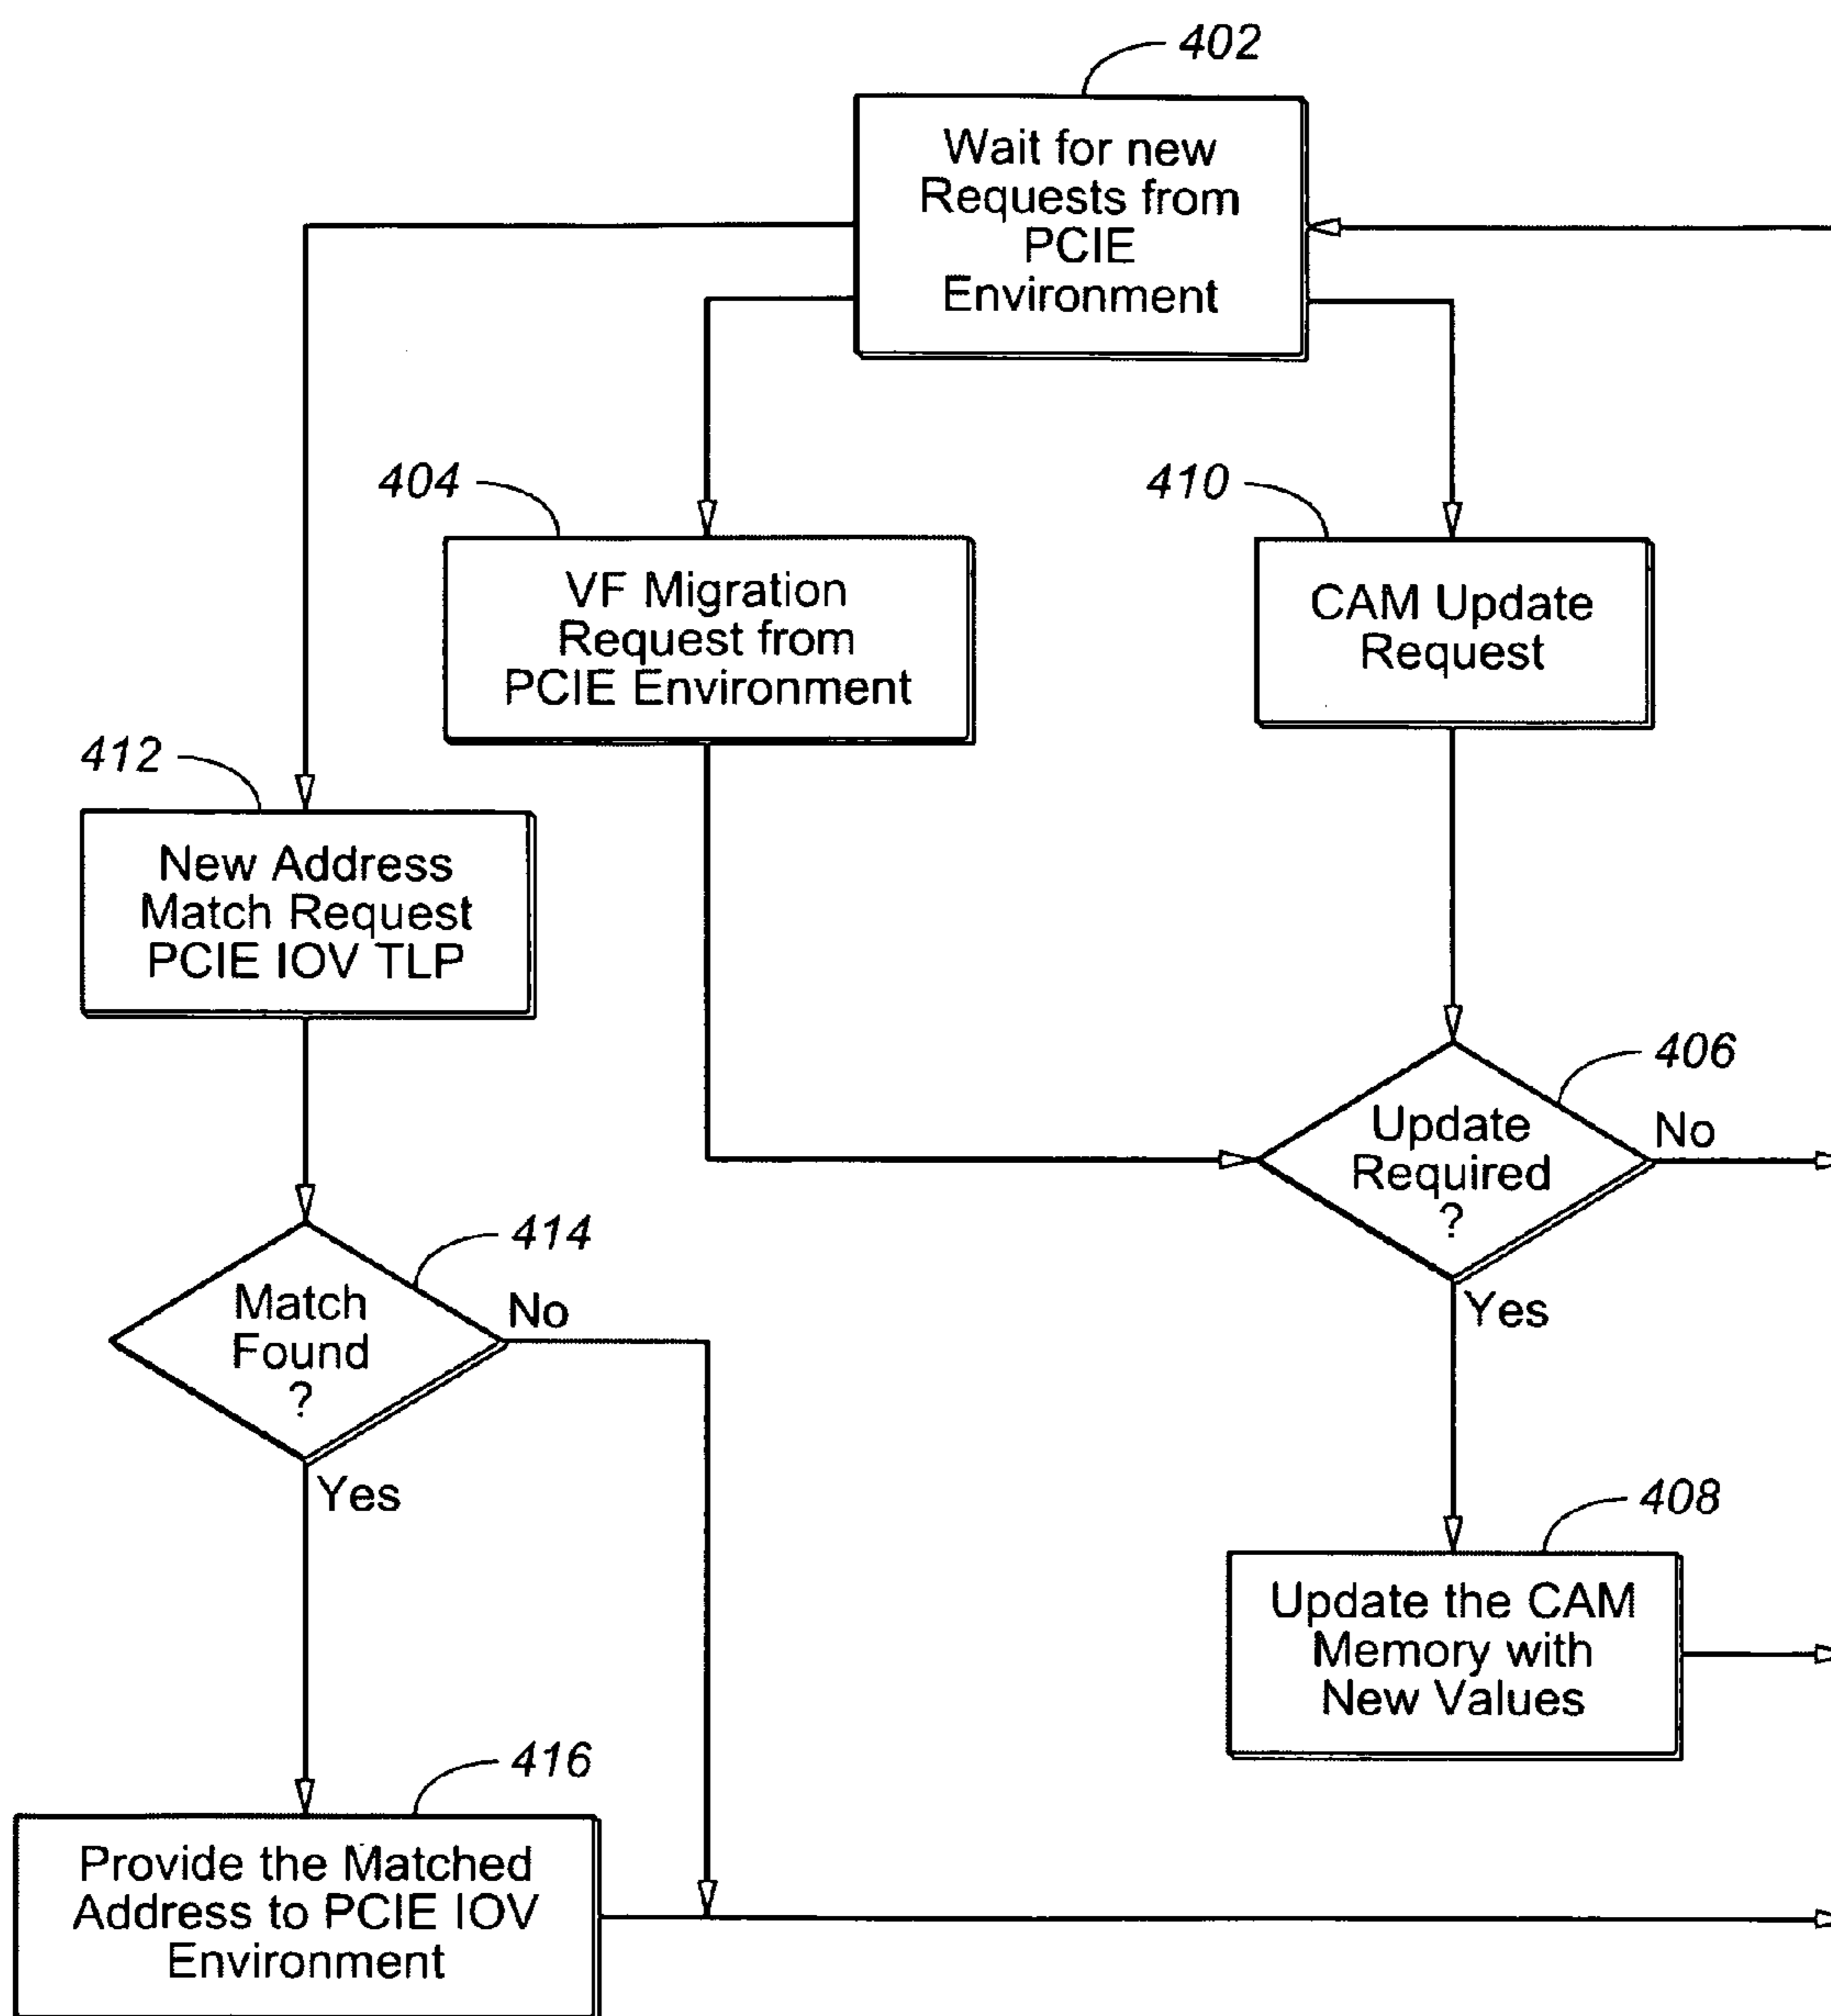 402
Wait for new
Requests from
PCIE
Environment
404
VF Migration
Request from
PCIE Environment
410
CAM Update
Request
412
New Address
Match Request
PCIE IOV TLP
406
Update
Required
?
No
Yes
414
Match
Found
?
No
Yes
408
Update the CAM
Memory with
New Values
416
Provide the Matched
Address to PCIE IOV
Environment